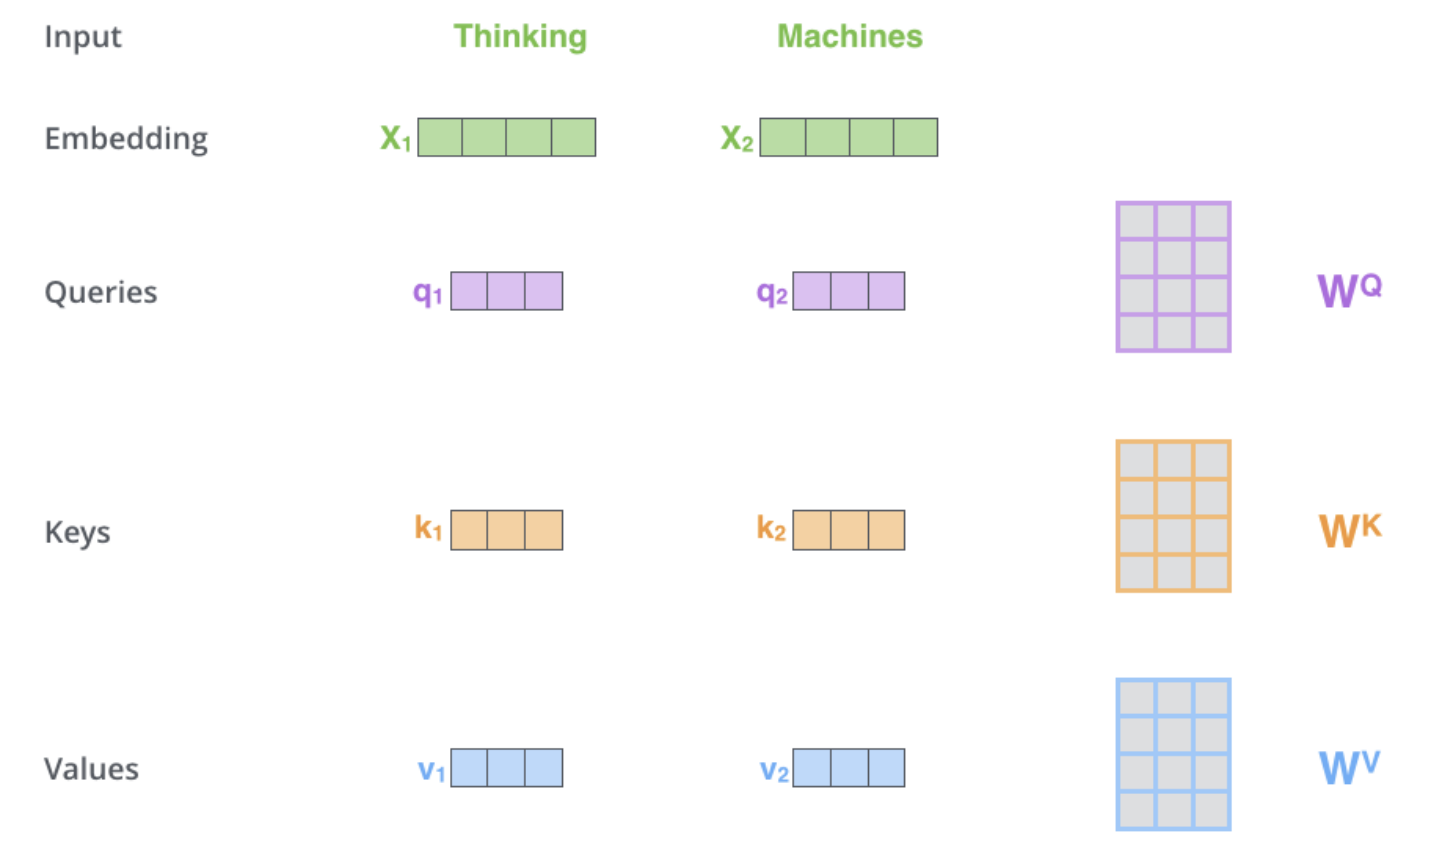 Input Thinking Machines
Embedding X1 X2
Queries q1 q2 WQ
Keys k1 k2 WK
Values v1 v2 WV